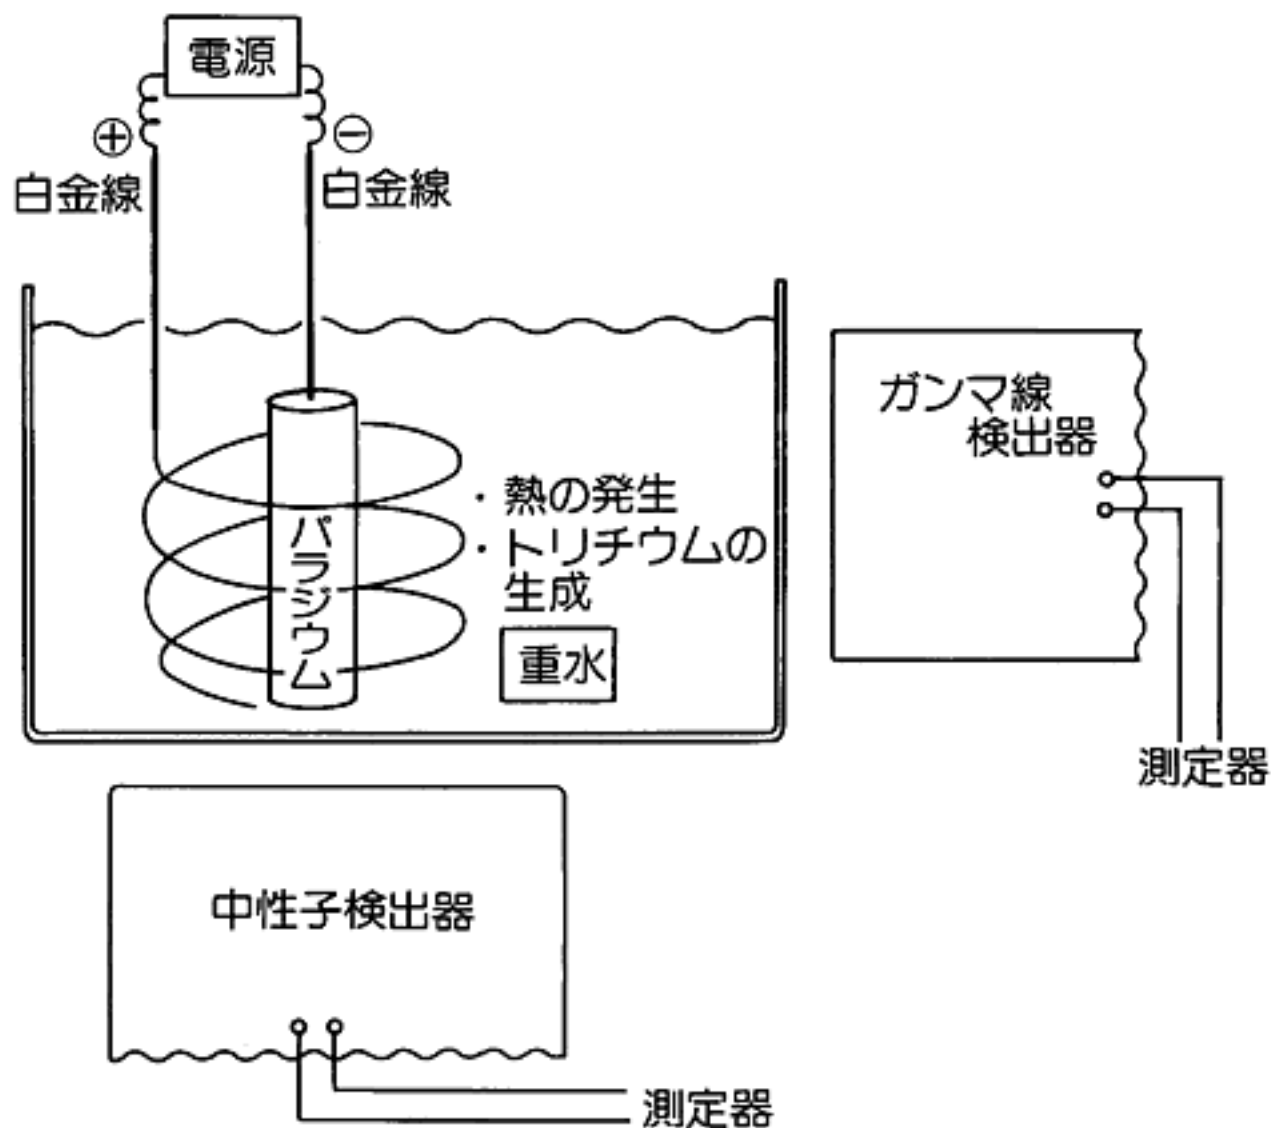 電源
⊕
⊖
白金線
白金線
ガンマ線
検出器
・熱の発生
・トリチウムの
生成
パラジウム
重水
測定器
中性子検出器
測定器